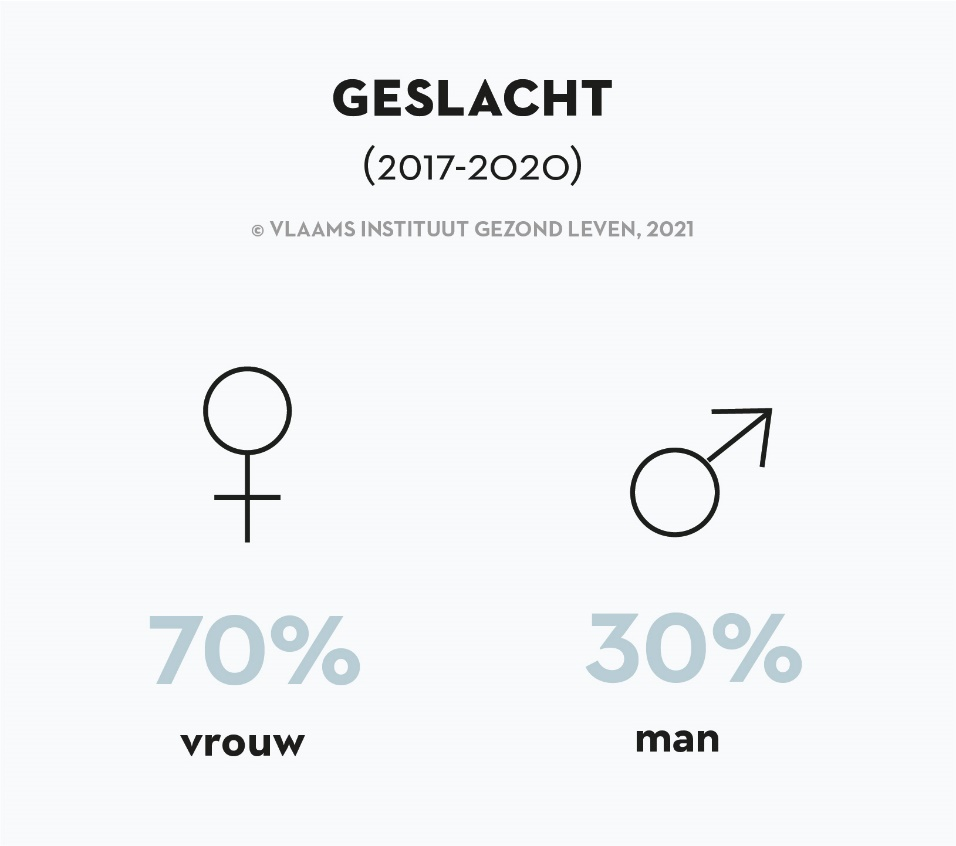 GESLACHT
(2017-2020)
© VLAAMS INSTITUUT GEZOND LEVEN, 2021
70%
30%
vrouw
man